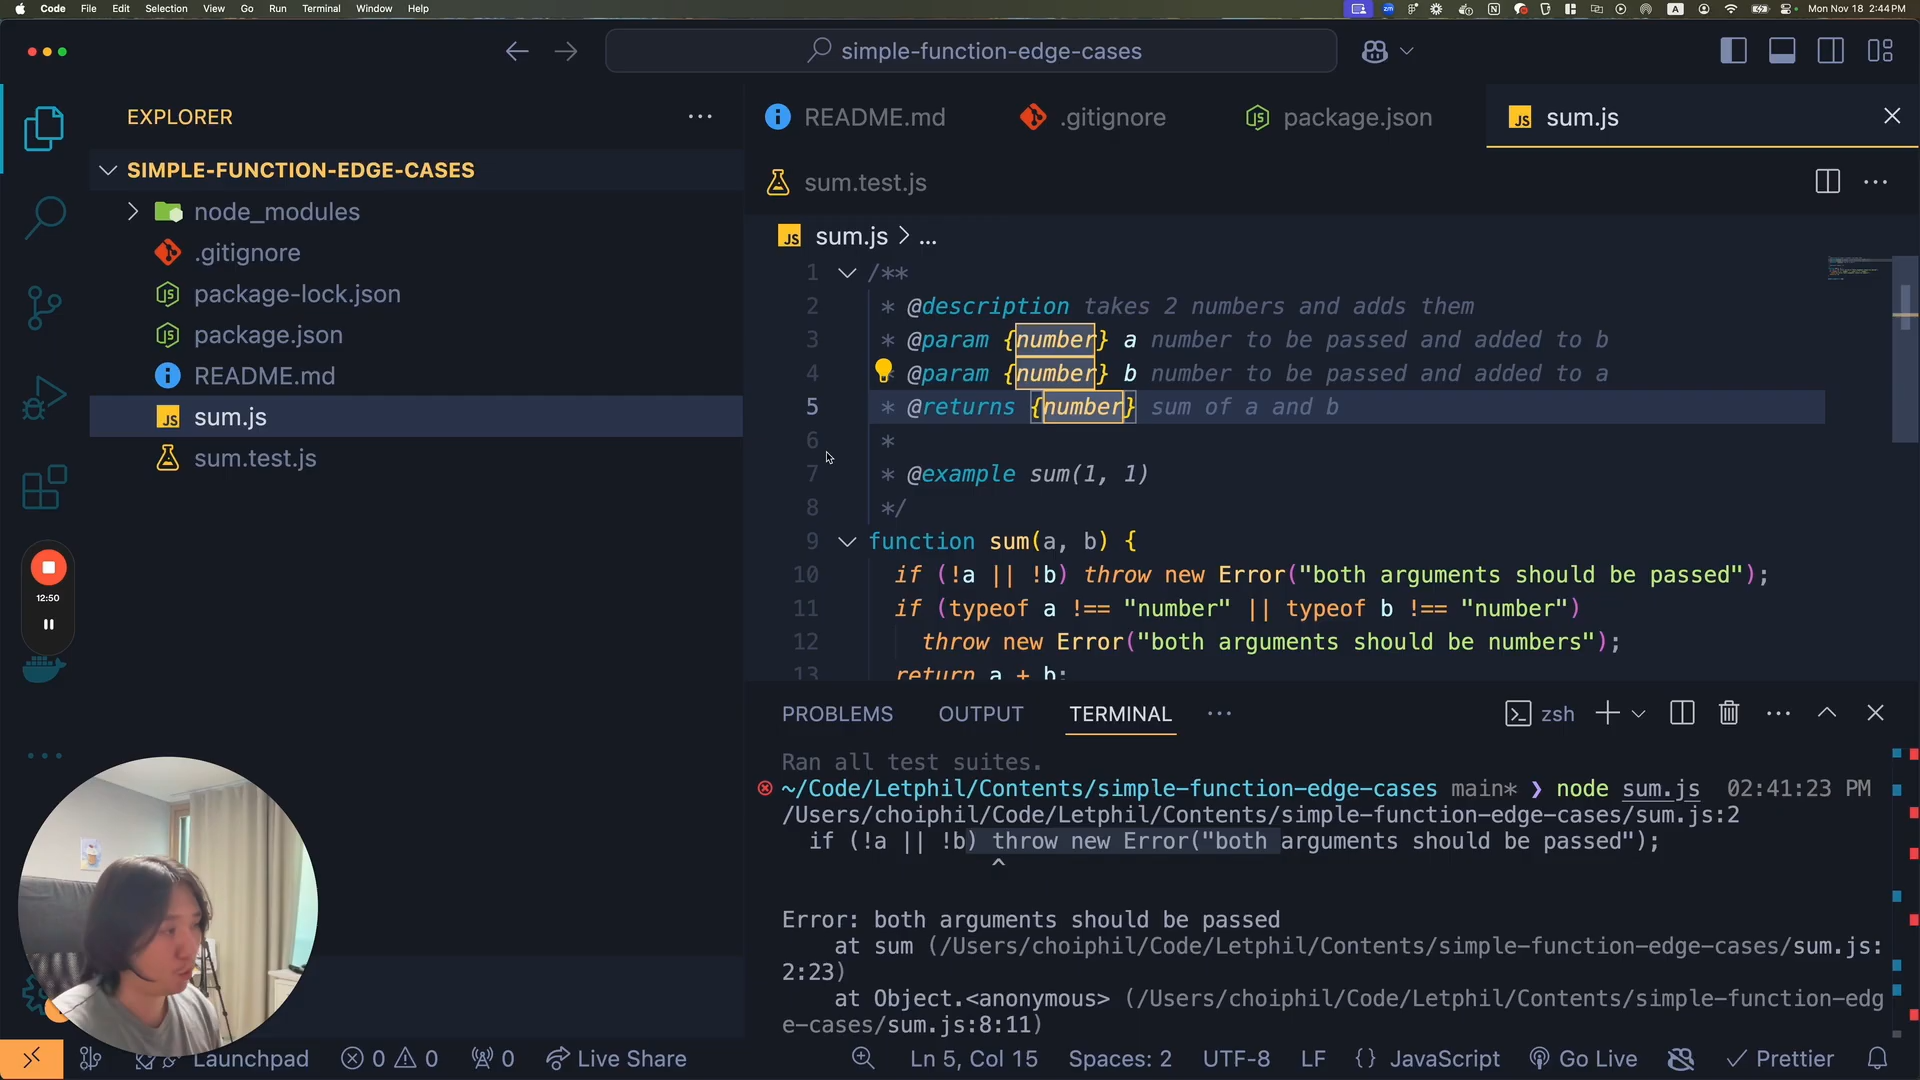 Code File Edit Selection View Go Run Terminal Window Help
Mon Nov 18 2:44 PM
simple-function-edge-cases
EXPLORER
SIMPLE-FUNCTION-EDGE-CASES
node_modules
.gitignore
package-lock.json
package.json
README.md
sum.js
sum.test.js
12:50
README.md .gitignore package.json sum.js
sum.test.js
sum.js > ...
1 /**
2 * @description takes 2 numbers and adds them
3 * @param {number} a number to be passed and added to b
4 * @param {number} b number to be passed and added to a
5 * @returns {number} sum of a and b
6 *
7 * @example sum(1, 1)
8 */
9 function sum(a, b) {
10 if (!a || !b) throw new Error("both arguments should be passed");
11 if (typeof a !== "number" || typeof b !== "number")
12 throw new Error("both arguments should be numbers");
13 return a + b;
PROBLEMS OUTPUT TERMINAL ... zsh
Ran all test suites.
~/Code/Letphil/Contents/simple-function-edge-cases main* ❯ node sum.js 02:41:23 PM
/Users/choiphil/Code/Letphil/Contents/simple-function-edge-cases/sum.js:2
if (!a || !b) throw new Error("both arguments should be passed");
^
Error: both arguments should be passed
at sum (/Users/choiphil/Code/Letphil/Contents/simple-function-edge-cases/sum.js:
2:23)
at Object.<anonymous> (/Users/choiphil/Code/Letphil/Contents/simple-function-edg
e-cases/sum.js:8:11)
Launchpad 0 0 0 Live Share Ln 5, Col 15 Spaces: 2 UTF-8 LF {} JavaScript Go Live Prettier